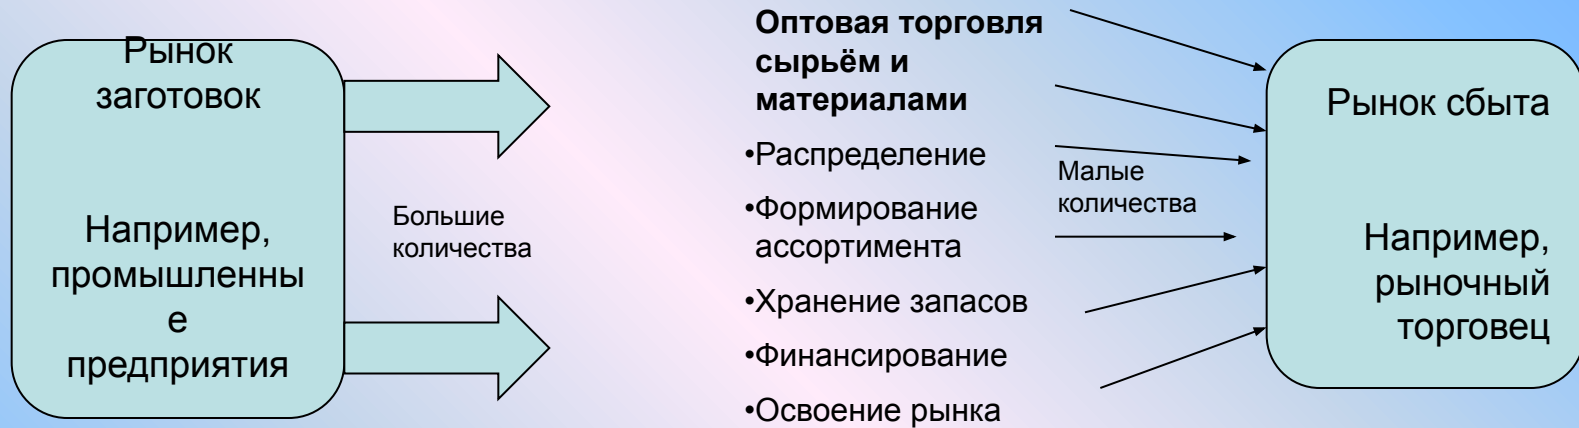 Рынок
заготовок
Например,
промышленны
е
предприятия
Большие
количества
Оптовая торговля
сырьём и
материалами
•Распределение
•Формирование
ассортимента
•Хранение запасов
•Финансирование
•Освоение рынка
Малые
количества
Рынок сбыта
Например,
рыночный
торговец